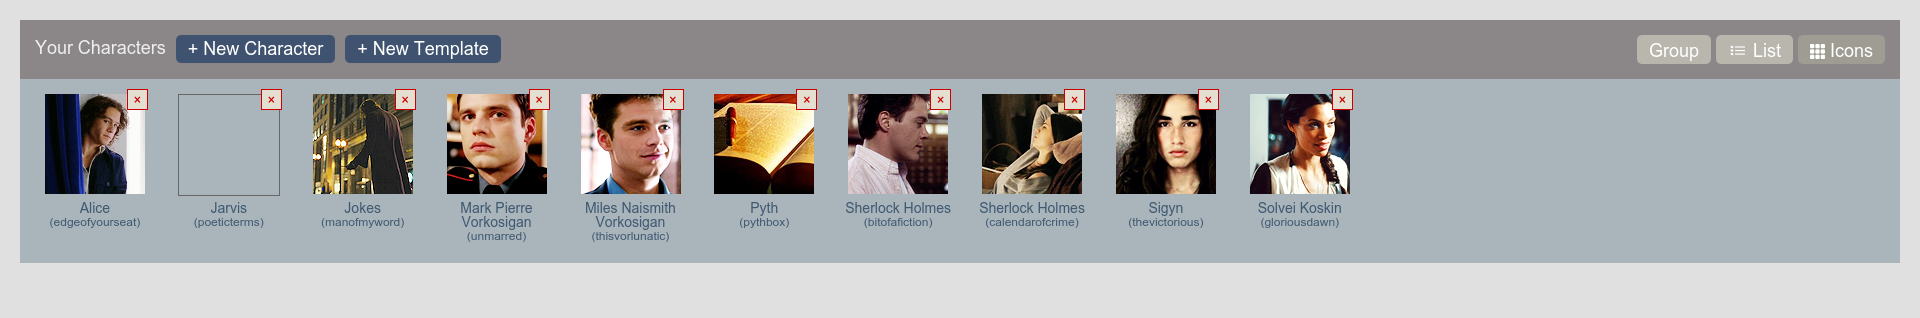 Your Characters + New Character + New Template Group List Icons
× × × × × × × × × ×
Alice Jarvis Jokes Mark Pierre Miles Naismith Pyth Sherlock Holmes Sherlock Holmes Sigyn Solvei Koskin
(edgeofyourseat) (poeticterms) (manofmyword) Vorkosigan Vorkosigan (pythbox) (bitofafiction) (calendarofcrime) (thevictorious) (gloriousdawn)
(unmarred) (thisvorlunatic)